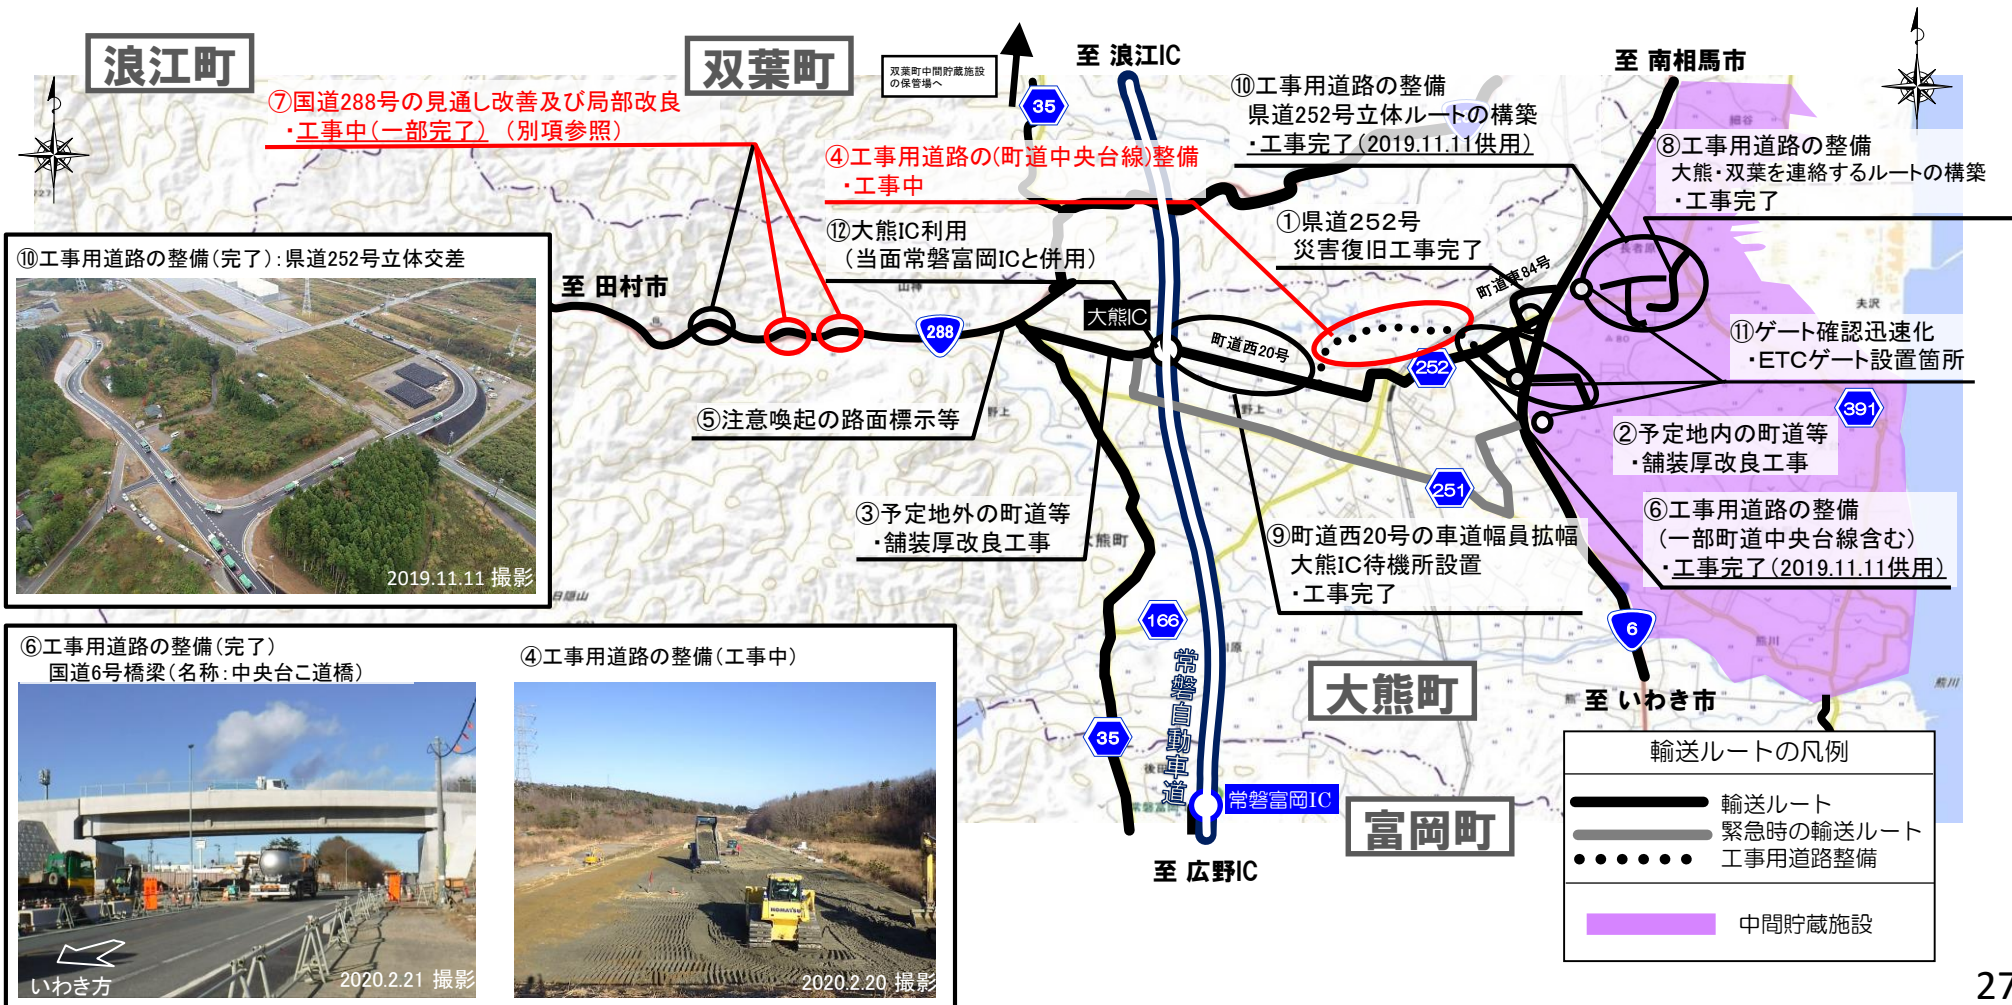 浪江町
双葉町
双葉町中間貯蔵施設
の保管場へ
至 浪江IC
至 南相馬市
⑦国道288号の見通し改善及び局部改良
・工事中(一部完了) (別項参照)
35
④工事用道路の(町道中央台線)整備
・工事中
⑩工事用道路の整備
県道252号立体ルートの構築
・工事完了(2019.11.11供用)
⑧工事用道路の整備
大熊・双葉を連絡するルートの構築
・工事完了
⑫大熊IC利用
(当面常磐富岡ICと併用)
①県道252号
災害復旧工事完了
町道東84号
⑩工事用道路の整備(完了):県道252号立体交差
2019.11.11 撮影
至 田村市
288
大熊IC
町道西20号
252
⑪ゲート確認迅速化
・ETCゲート設置箇所
夫沢
長者原
細谷
391
⑤注意喚起の路面標示等
野上
下野上
②予定地内の町道等
・舗装厚改良工事
251
③予定地外の町道等
・舗装厚改良工事
大熊町
⑨町道西20号の車道幅員拡幅
大熊IC待機所設置
・工事完了
⑥工事用道路の整備
(一部町道中央台線含む)
・工事完了(2019.11.11供用)
日隠山
166
6
熊川
熊川
常磐自動車道
大熊町
至 いわき市
35
常磐富岡IC
富岡町
至 広野IC
⑥工事用道路の整備(完了)
国道6号橋梁(名称:中央台こ道橋)
いわき方
2020.2.21 撮影
④工事用道路の整備(工事中)
KOMATSU
2020.2.20 撮影
輸送ルートの凡例
輸送ルート
緊急時の輸送ルート
工事用道路整備
中間貯蔵施設
27